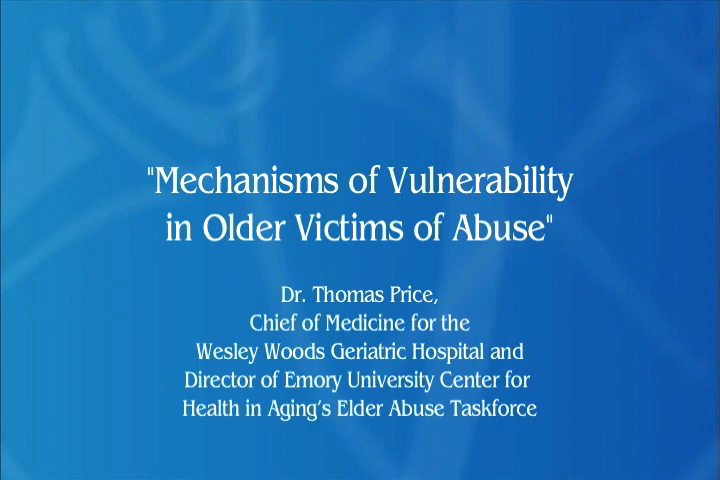 "Mechanisms of Vulnerability
in Older Victims of Abuse"
Dr. Thomas Price,
Chief of Medicine for the
Wesley Woods Geriatric Hospital and
Director of Emory University Center for
Health in Aging's Elder Abuse Taskforce